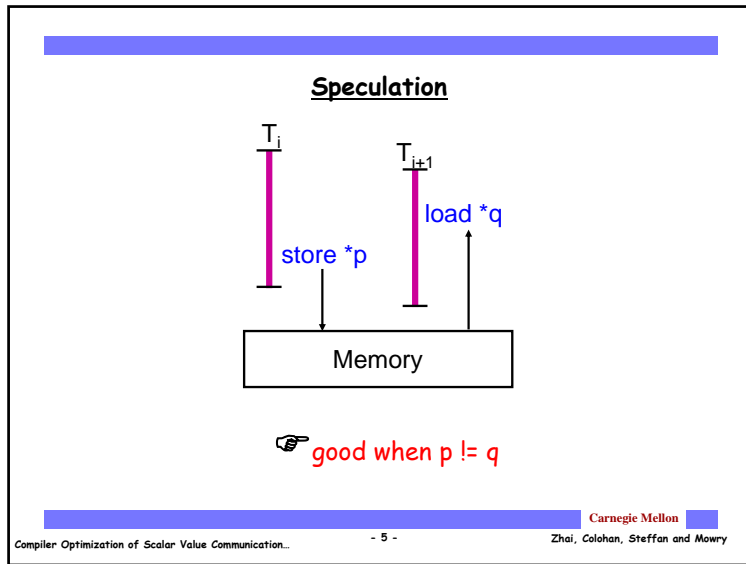 Speculation
T_i
T_{i+1}
load *q
store *p
Memory
☞good when p != q
Carnegie Mellon
Compiler Optimization of Scalar Value Communication…
- 5 -
Zhai, Colohan, Steffan and Mowry